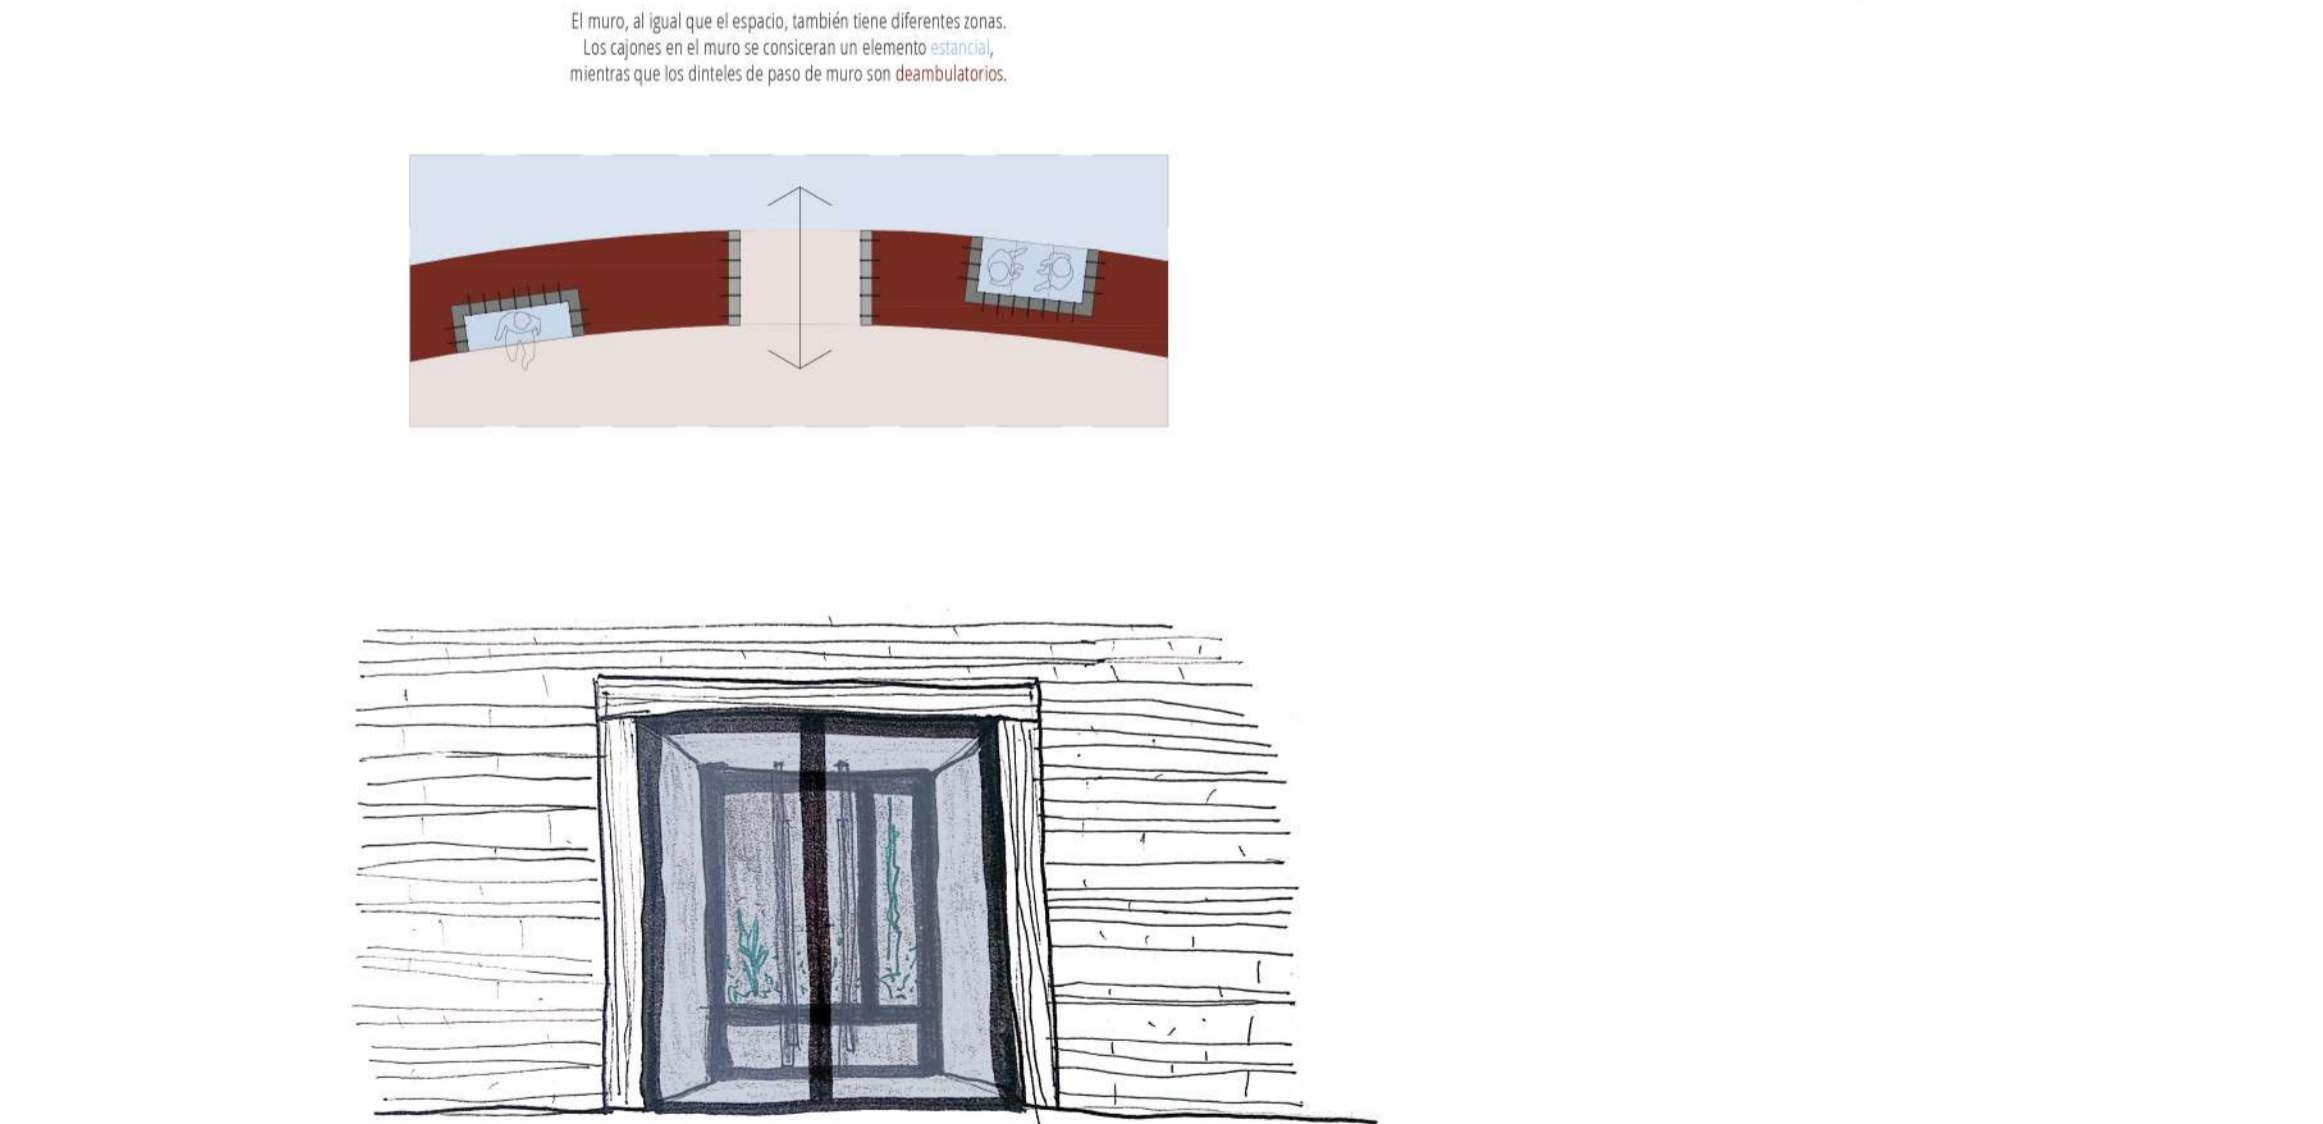 El muro, al igual que el espacio, también tiene diferentes zonas.
Los cajones en el muro se consiceran un elemento estancial,
mientras que los dinteles de paso de muro son deambulatorios.